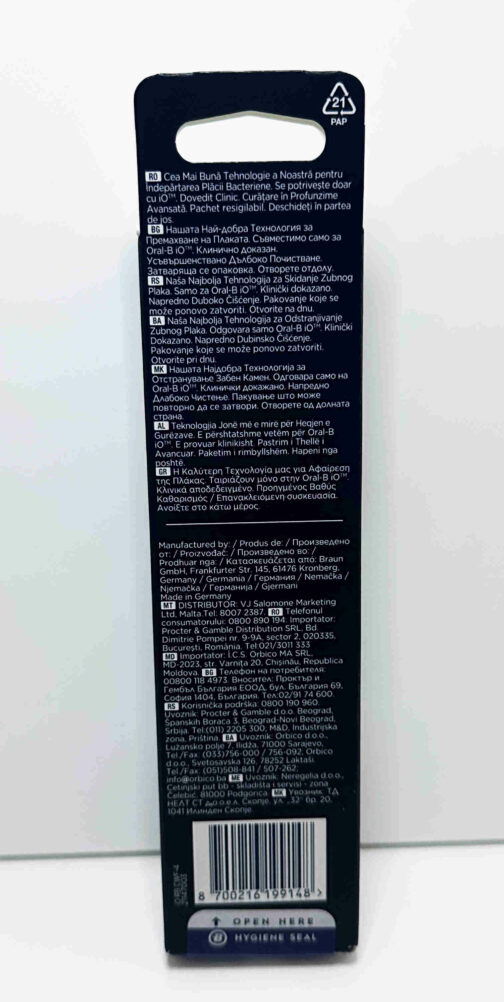 21
PAP
RO Cea Mai Bună Tehnologie a Noastră pentru
Îndepărtarea Plăcii Bacteriene. Se potrivește doar
cu iO™. Dovedit Clinic. Curățare în Profunzime
Avansată. Pachet resigilabil. Deschideți în partea
de jos.
BG Нашата Най-добра Технология за
Премахване на Плаката. Съвместимо само за
Oral-B iO™. Клинично доказан.
Усъвършенствано Дълбоко Почистване.
Затваряща се опаковка. Отворете отдолу.
RS Naša Najbolja Tehnologija za Skidanje Zubnog
Plaka. Samo za Oral-B iO™. Klinički dokazano.
Napredno Duboko Čišćenje. Pakovanje koje se
može ponovo zatvoriti. Otvorite na dnu.
BA Naša Najbolja Tehnologija za Odstranjivanje
Zubnog Plaka. Odgovara samo Oral-B iO™. Klinički
Dokazano. Napredno Dubinsko Čišćenje.
Pakovanje koje se može ponovo zatvoriti.
Otvorite pri dnu.
MK Нашата Најдобра Технологија за
Отстранување Забен Камен. Одговара само на
Oral-B iO™. Клинички докажано. Напредно
Длабоко Чистење. Пакување што може
повторно да се затвори. Отворете од долната
страна.
AL Teknologjia Jonë më e mirë për Heqjen e
Gurëzave. E përshtatshme vetëm për Oral-B
iO™. E provuar klinikisht. Pastrim i Thellë i
Avancuar. Paketim i rimbyllshëm. Hapeni nga
poshtë.
GR Η Καλύτερη Τεχνολογία μας για Αφαίρεση
της Πλάκας. Ταιριάζουν μόνο στην Oral-B iO™.
Κλινικά αποδεδειγμένο. Προηγμένος Βαθύς
Καθαρισμός / Επανακλειόμενη συσκευασία.
Ανοίξτε στο κάτω μέρος.
Manufactured by: / Produs de: / Произведено
от: / Proizvođač: / Произведено во: /
Prodhuar nga: / Κατασκευάζεται από: Braun
GmbH, Frankfurter Str. 145, 61476 Kronberg,
Germany / Germania / Германия / Nemačka /
Njemačka / Германија / Gjermani
Made in Germany
MT DISTRIBUTOR: VJ Salomone Marketing
Ltd, Malta.Tel: 8007 2387. RO Telefonul
consumatorului: 0800 890 194. Importator:
Procter & Gamble Distribution SRL, Bd.
Dimitrie Pompei nr. 9-9A, sector 2, 020335,
București, România. Tel:021/3011 333
MD Importator: Î.C.S. Orbico MA SRL,
MD-2023, str. Varnița 20, Chișinău, Republica
Moldova. BG Телефон на потребителя:
00800 118 4973. Вносител: Проктър и
Гембъл България ЕООД, бул. България 69,
София 1404, България. Тел:02/91 74 600.
RS Korisnička podrška: 0800 190 960.
Uvoznik: Procter & Gamble d.o.o. Beograd,
Španskih Boraca 3, Beograd-Novi Beograd,
Srbija. Tel:(011) 2205 300, M&D, Industrijska
zona, Priština. BA Uvoznik: Orbico d.o.o.,
Lužansko polje 7, Ilidža, 71000 Sarajevo,
Tel./Fax: (033)756-000 / 756-092, Orbico
d.o.o., Svetosavska 126, 78252 Laktaši.
Tel./Fax: (051)508-841 / 507-262;
info@orbico.ba ME Uvoznik: Neregelia d.o.o.,
Cetinjski put bb - skladišta i servisi - zona
Čelebić, 81000 Podgorica. MK Увозник: ТД
НЕЛТ СТ д.о.о.е.л. Скопје, ул. „32“ бр. 20,
1041 Илинден Скопје.
8 700216 199148 >
OPEN HERE
B HYGIENE SEAL